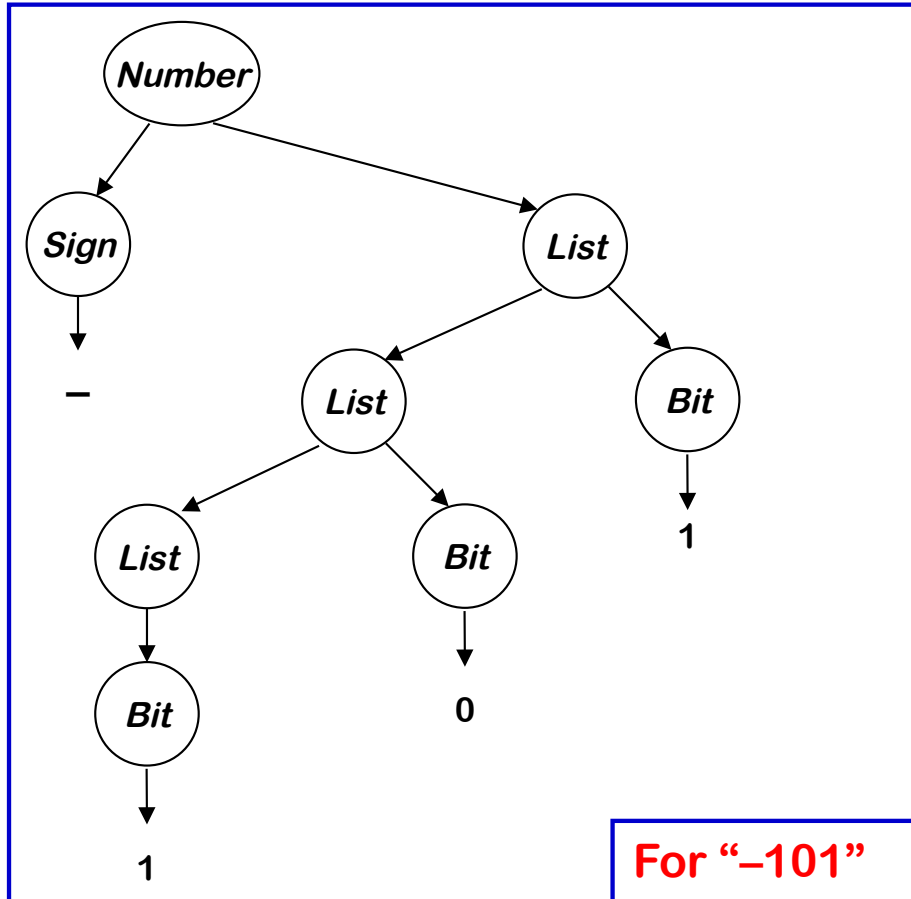 Number
Sign
List
–
List
Bit
1
List
Bit
0
Bit
1
For “–101”